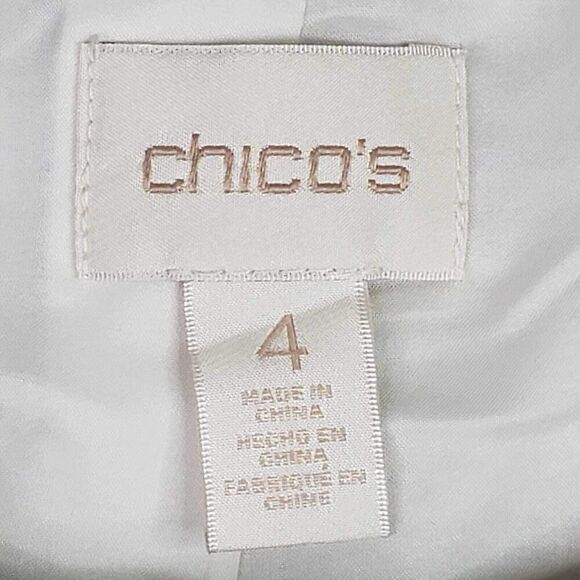 chico's
4
MADE IN
CHINA
HECHO EN
CHINA
FABRIQUÉ EN
CHINE